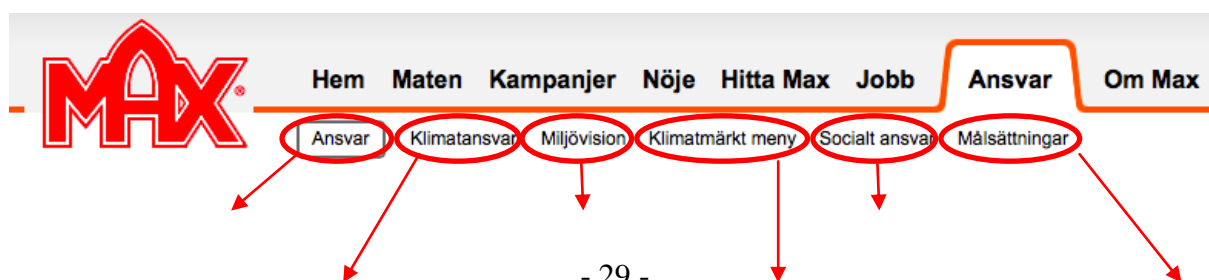 MAX®
Hem Maten Kampanjer Nöje Hitta Max Jobb Ansvar Om Max
Ansvar Klimatansvar Miljövision Klimatmärkt meny Socialt ansvar Målsättningar
- 29 -